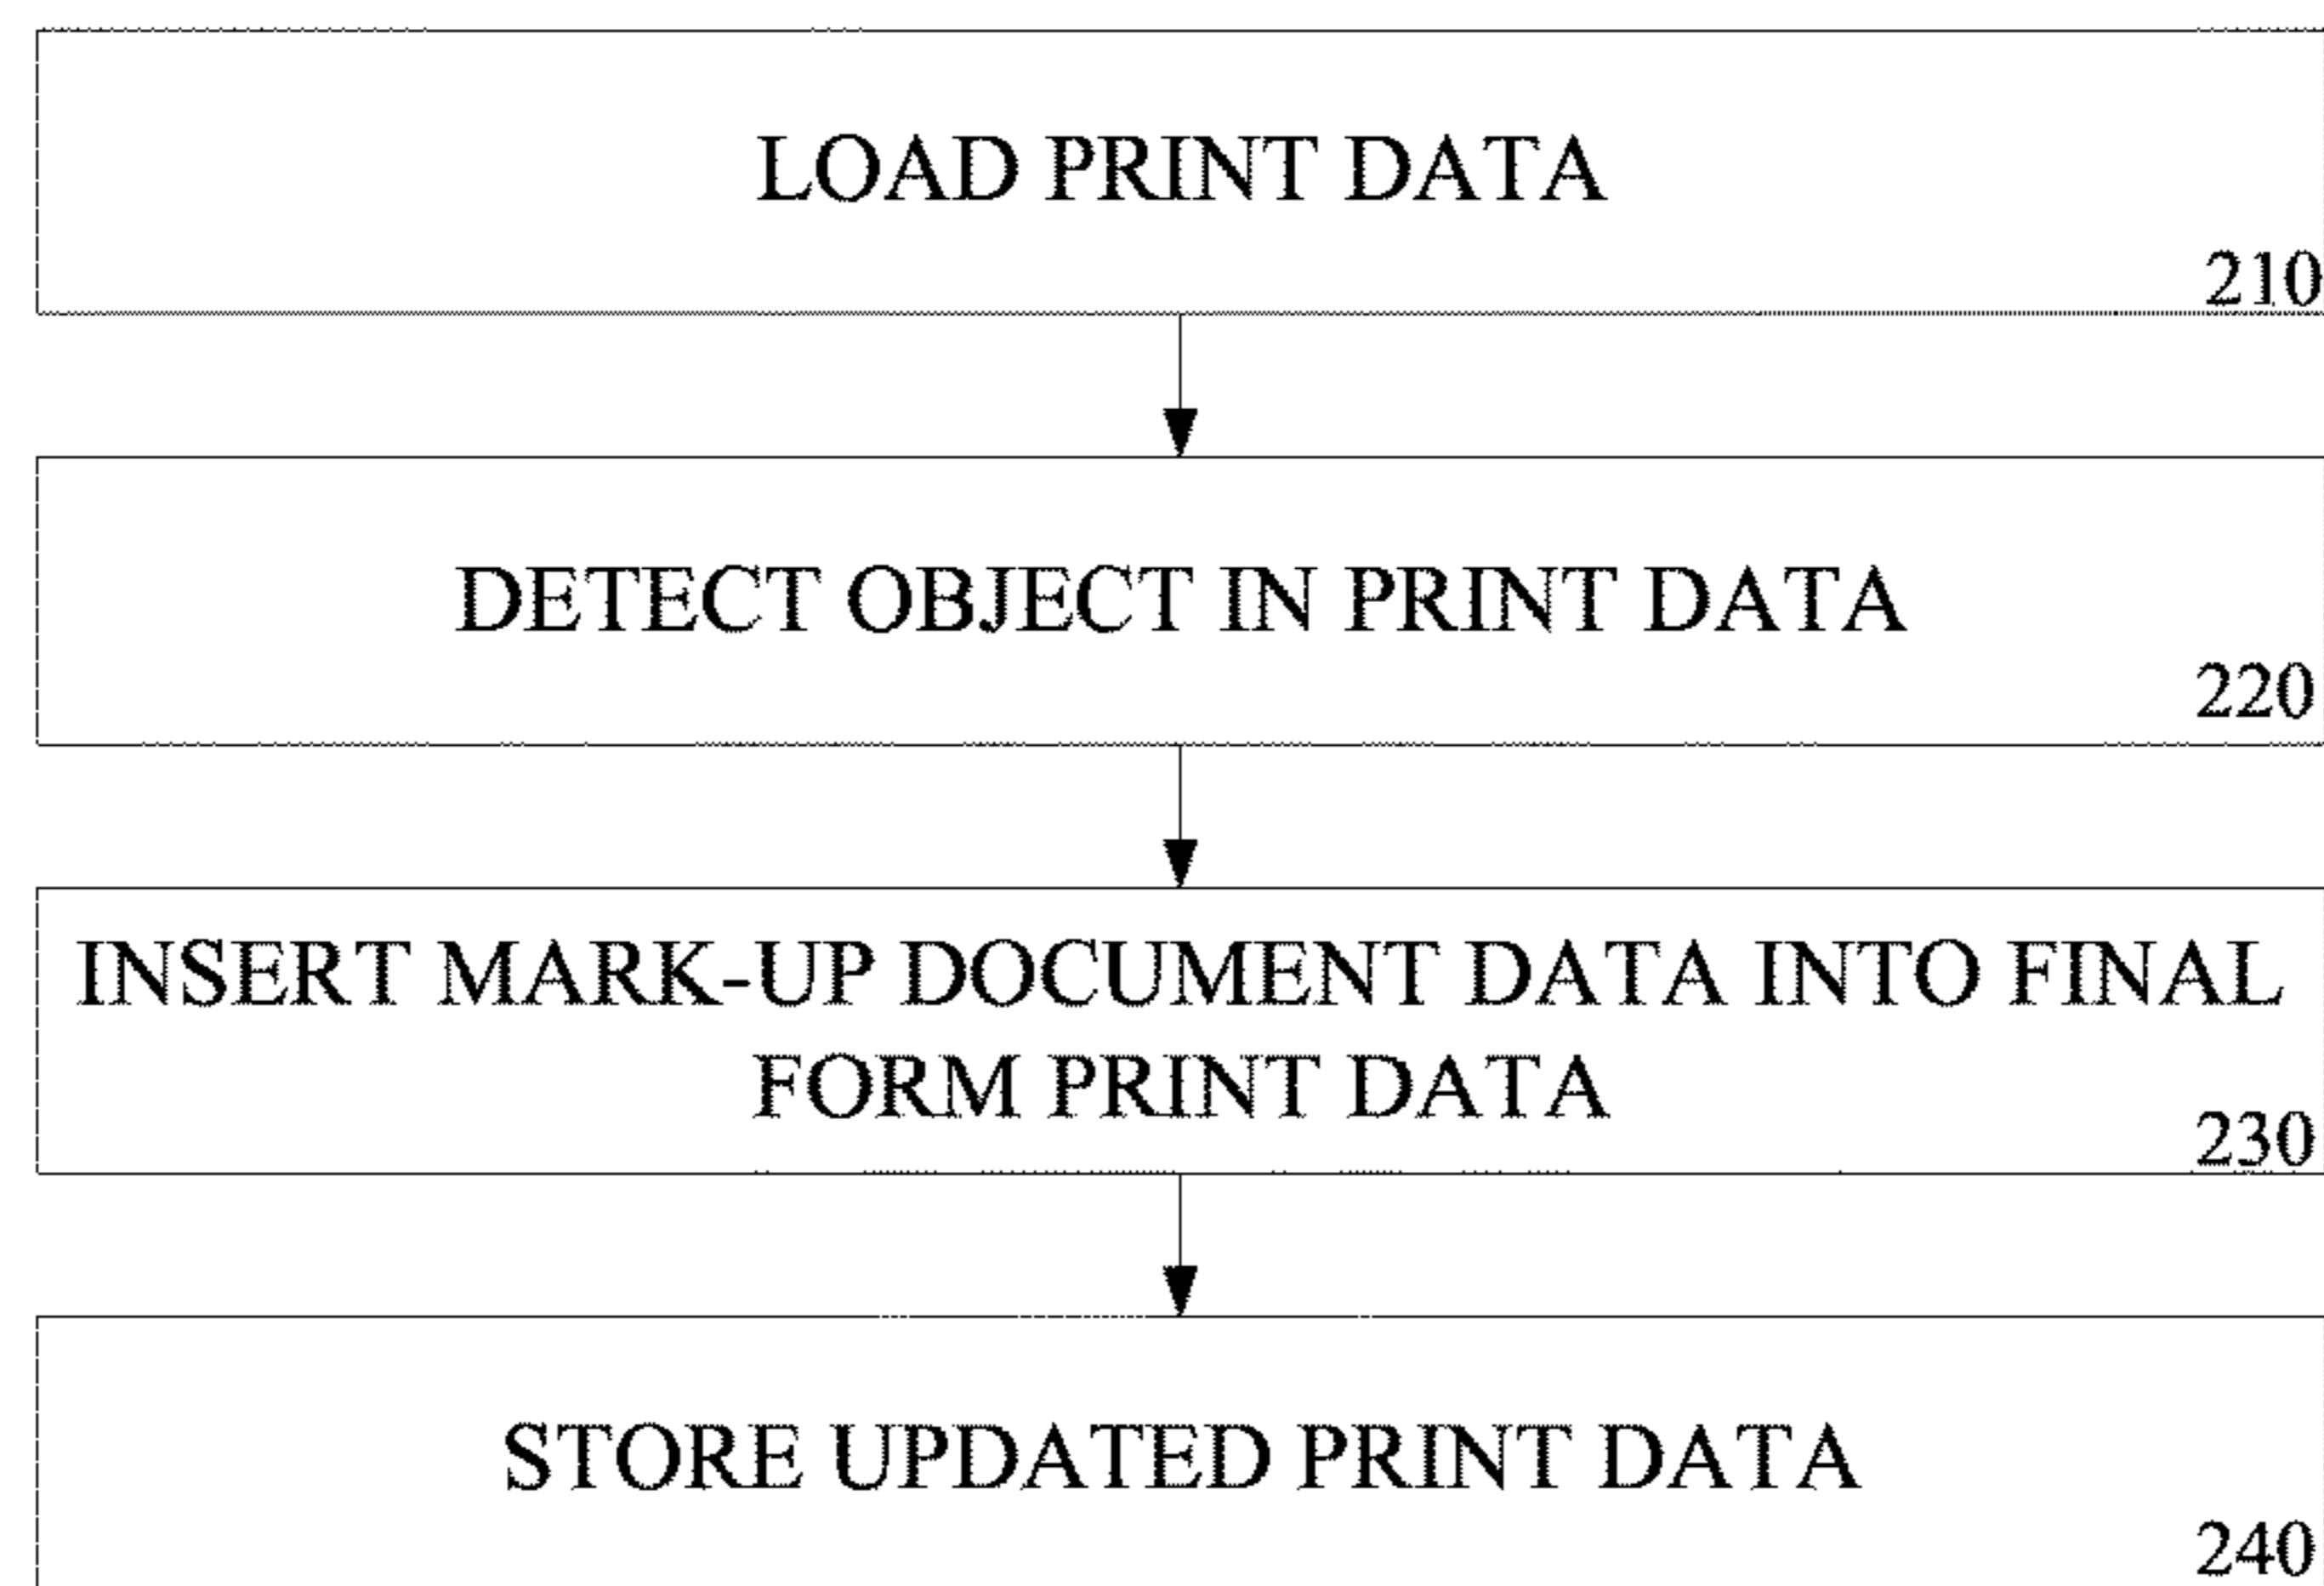 LOAD PRINT DATA
210
DETECT OBJECT IN PRINT DATA
220
INSERT MARK-UP DOCUMENT DATA INTO FINAL
FORM PRINT DATA
230
STORE UPDATED PRINT DATA
240